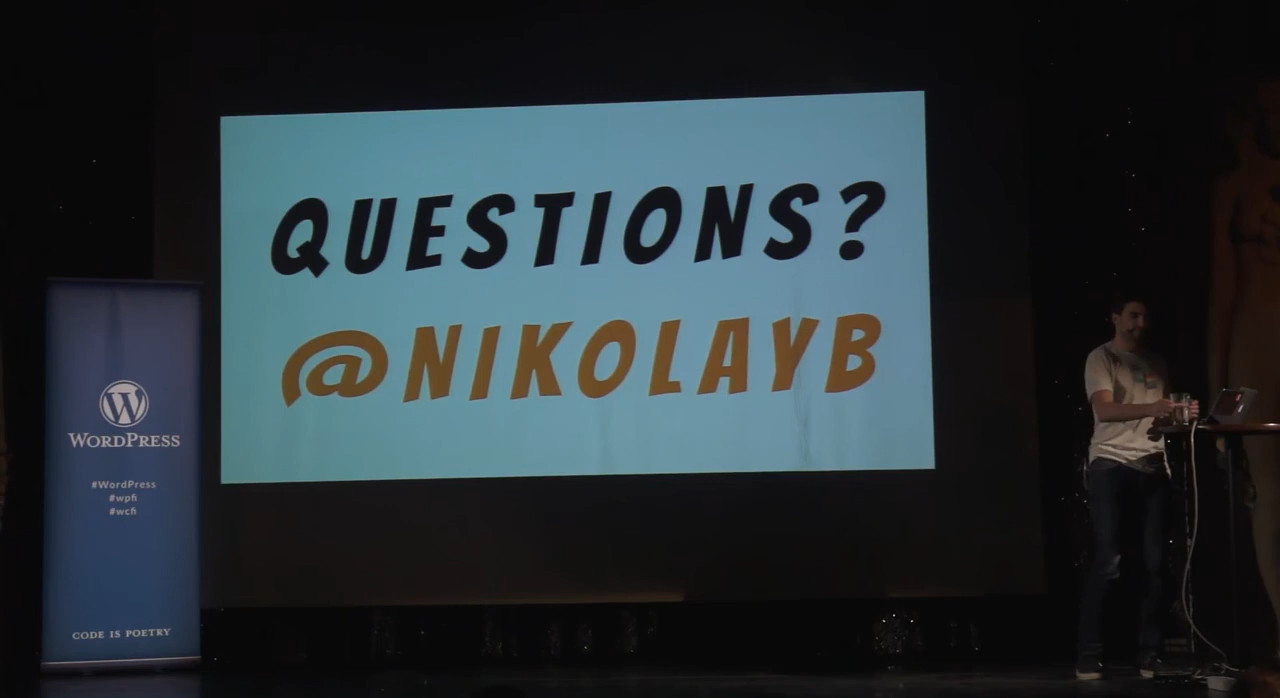 QUESTIONS?
@NIKOLAYB
WORDPRESS
#WordPress
#wpfi
#wcfi
CODE IS POETRY